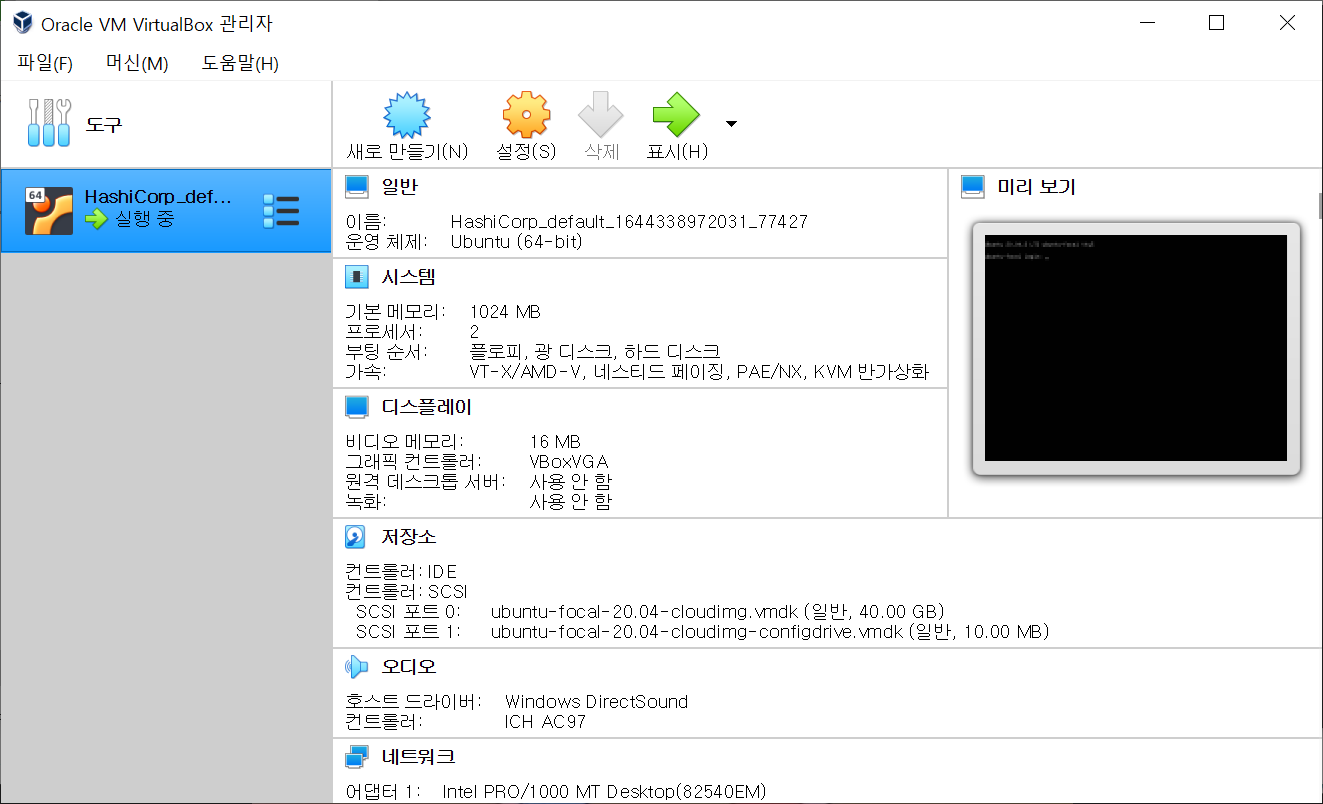 Oracle VM VirtualBox 관리자
파일(F) 머신(M) 도움말(H)
도구
새로 만들기(N) 설정(S) 삭제 표시(H)
64
HashiCorp_def...
실행 중
일반
이름: HashiCorp_default_1644338972031_77427
운영 체제: Ubuntu (64-bit)
시스템
기본 메모리: 1024 MB
프로세서: 2
부팅 순서: 플로피, 광 디스크, 하드 디스크
가속: VT-X/AMD-V, 네스티드 페이징, PAE/NX, KVM 반가상화
디스플레이
비디오 메모리: 16 MB
그래픽 컨트롤러: VBoxVGA
원격 데스크톱 서버: 사용 안 함
녹화: 사용 안 함
미리 보기
저장소
컨트롤러: IDE
컨트롤러: SCSI
SCSI 포트 0: ubuntu-focal-20.04-cloudimg.vmdk (일반, 40.00 GB)
SCSI 포트 1: ubuntu-focal-20.04-cloudimg-configdrive.vmdk (일반, 10.00 MB)
오디오
호스트 드라이버: Windows DirectSound
컨트롤러: ICH AC97
네트워크
어댑터 1: Intel PRO/1000 MT Desktop(82540EM)